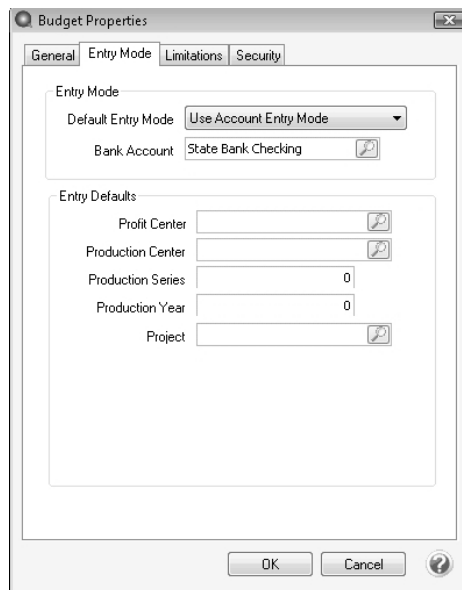 Budget Properties
General Entry Mode Limitations Security
Entry Mode
Default Entry Mode Use Account Entry Mode
Bank Account State Bank Checking
Entry Defaults
Profit Center
Production Center
Production Series 0
Production Year 0
Project
OK Cancel ?